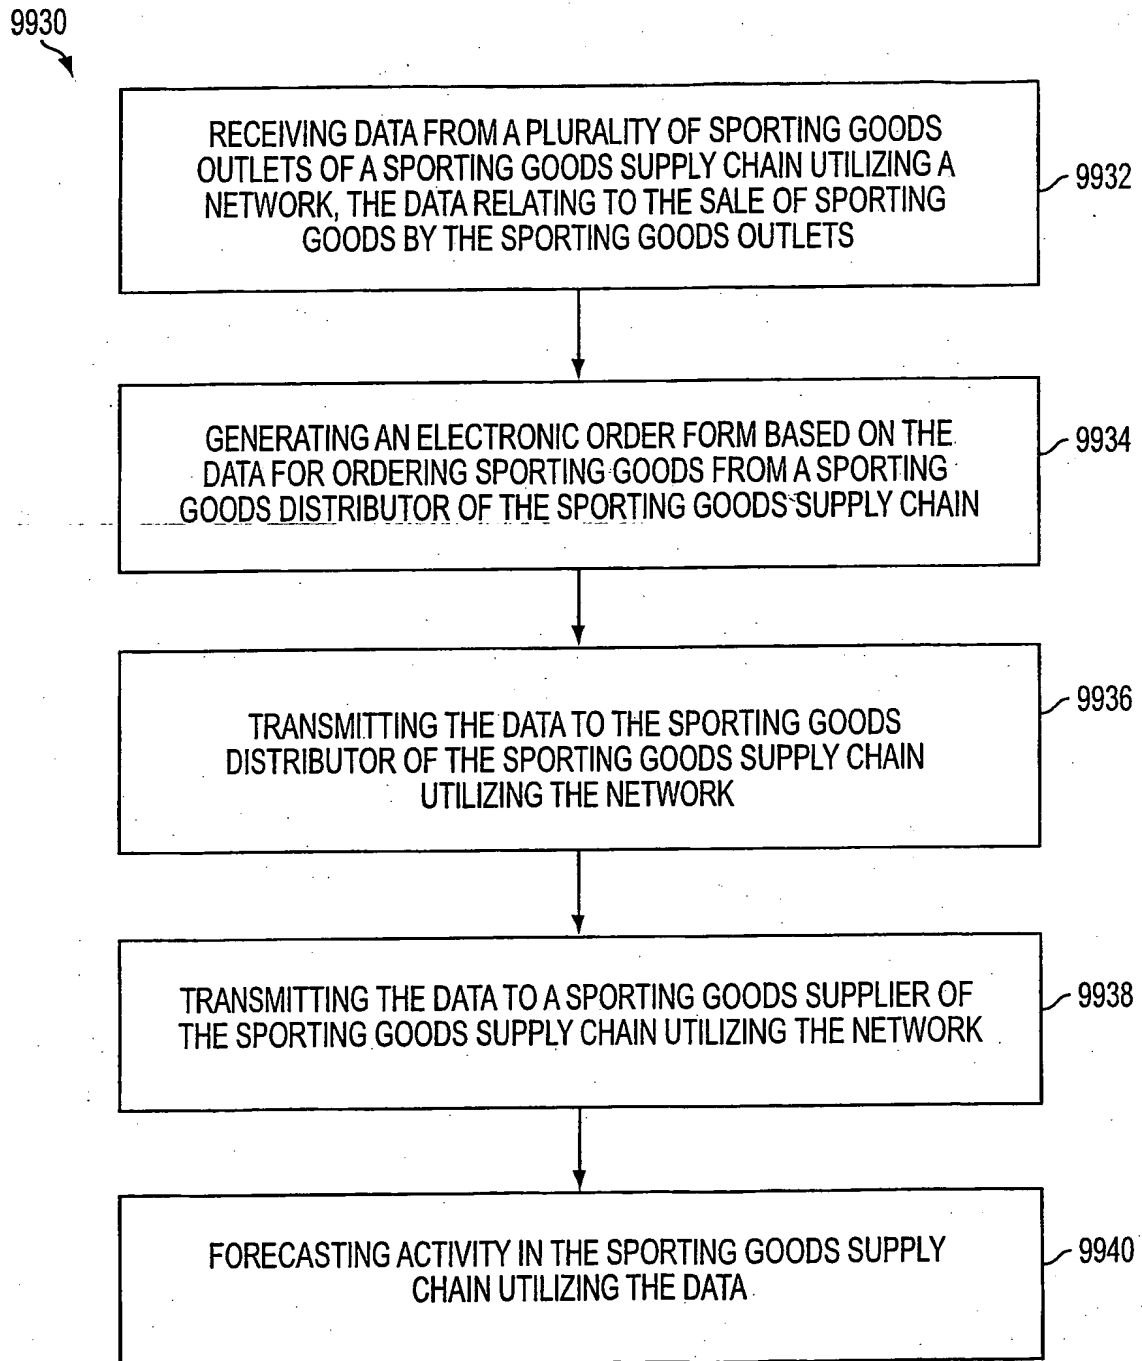 9930
RECEIVING DATA FROM A PLURALITY OF SPORTING GOODS
OUTLETS OF A SPORTING GOODS SUPPLY CHAIN UTILIZING A
NETWORK, THE DATA RELATING TO THE SALE OF SPORTING
GOODS BY THE SPORTING GOODS OUTLETS
9932
GENERATING AN ELECTRONIC ORDER FORM BASED ON THE
DATA FOR ORDERING SPORTING GOODS FROM A SPORTING
GOODS DISTRIBUTOR OF THE SPORTING GOODS SUPPLY CHAIN
9934
TRANSMITTING THE DATA TO THE SPORTING GOODS
DISTRIBUTOR OF THE SPORTING GOODS SUPPLY CHAIN
UTILIZING THE NETWORK
9936
TRANSMITTING THE DATA TO A SPORTING GOODS SUPPLIER OF
THE SPORTING GOODS SUPPLY CHAIN UTILIZING THE NETWORK
9938
FORECASTING ACTIVITY IN THE SPORTING GOODS SUPPLY
CHAIN UTILIZING THE DATA
9940